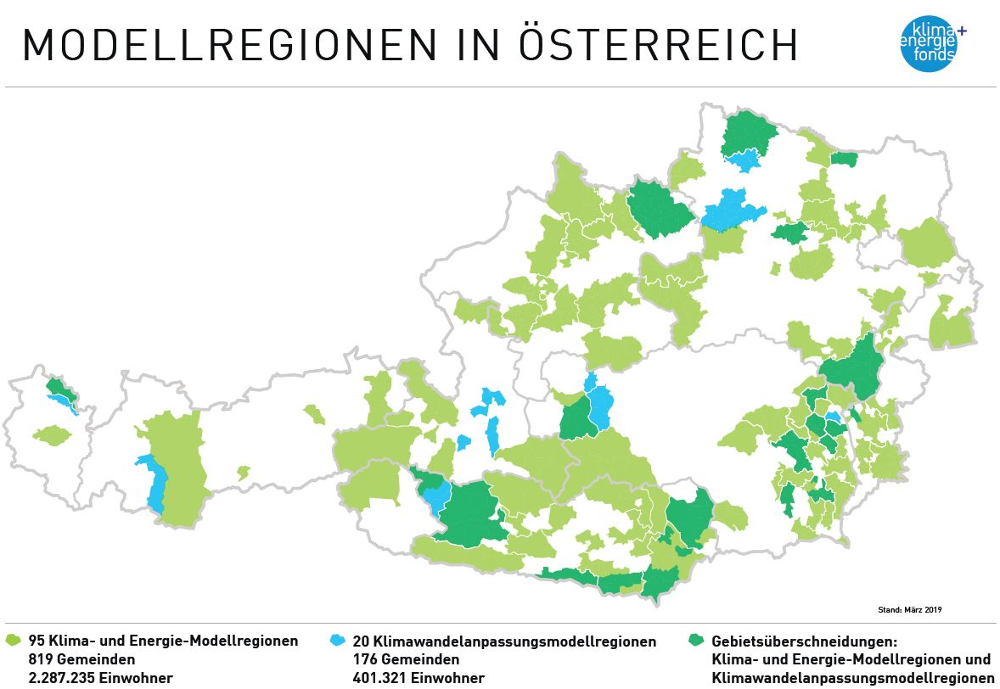 MODELLREGIONEN IN ÖSTERREICH
klima+
energie
fonds
Stand: März 2019
95 Klima- und Energie-Modellregionen
819 Gemeinden
2.287.235 Einwohner
20 Klimawandelanpassungsmodellregionen
176 Gemeinden
401.321 Einwohner
Gebietsüberschneidungen:
Klima- und Energie-Modellregionen und
Klimawandelanpassungsmodellregionen